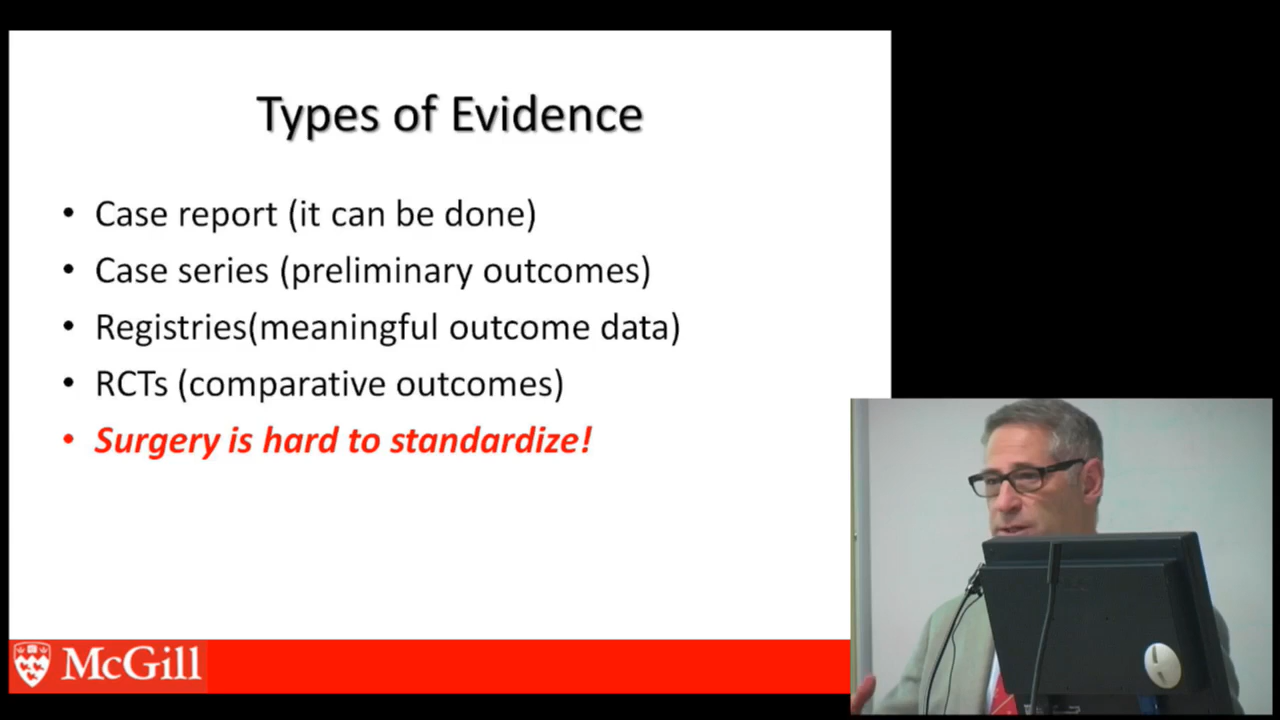 Types of Evidence
• Case report (it can be done)
• Case series (preliminary outcomes)
• Registries(meaningful outcome data)
• RCTs (comparative outcomes)
• Surgery is hard to standardize!
McGill